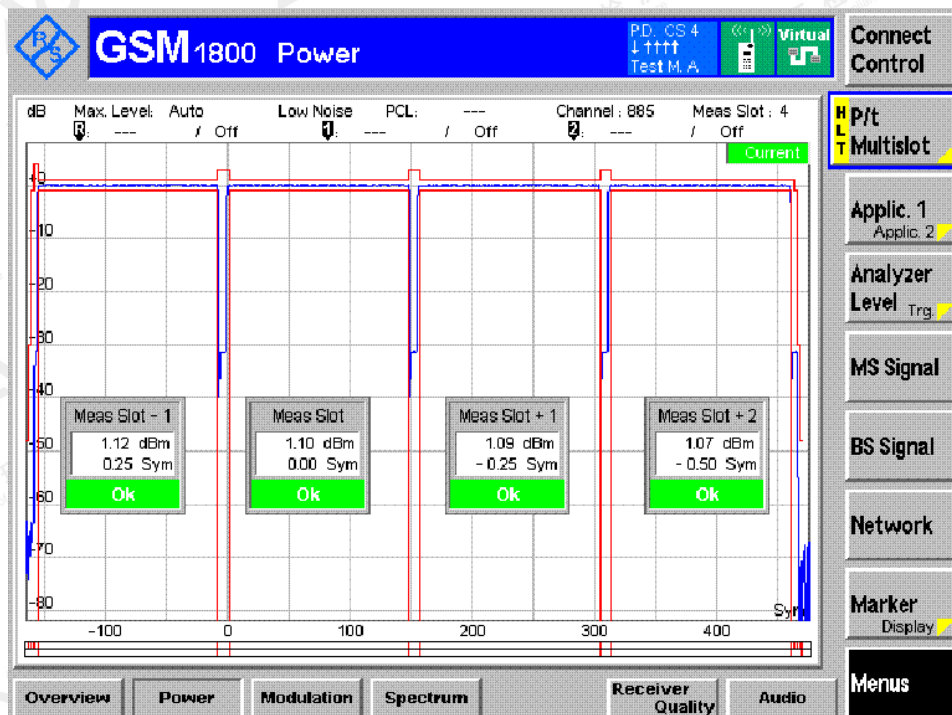 R S
GSM 1800 Power
P.D. CS 4
↓↑↑↑↑
Test M. A
Virtual
Connect
Control
dB Max. Level: Auto Low Noise PCL: --- Channel : 885 Meas Slot : 4
R: --- / Off 1: --- / Off 2: --- / Off
HLT
P/t
Multislot
Current
+0
-10
-20
-30
-40
-50
-60
-70
-80
Applic. 1
Applic. 2
Analyzer
Level Trg.
MS Signal
BS Signal
Network
Marker
Display
Menus
Meas Slot - 1
1.12 dBm
0.25 Sym
Ok
Meas Slot
1.10 dBm
0.00 Sym
Ok
Meas Slot + 1
1.09 dBm
- 0.25 Sym
Ok
Meas Slot + 2
1.07 dBm
- 0.50 Sym
Ok
Sym
-100 0 100 200 300 400
Overview Power Modulation Spectrum Receiver Quality Audio